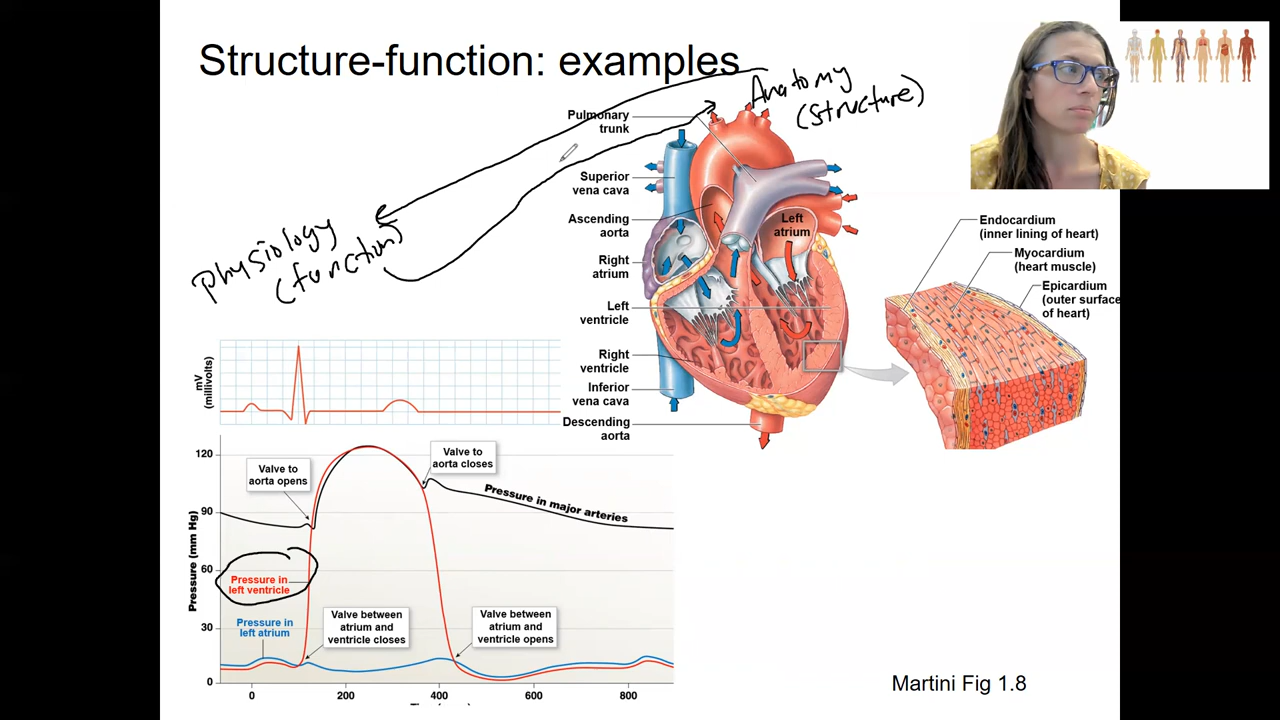 Structure-function: examples
Anatomy
(structure)
Physiology
(function)
Pulmonary
trunk
Superior
vena cava
Ascending
aorta
Right
atrium
Left
ventricle
Right
ventricle
Inferior
vena cava
Descending
aorta
Left
atrium
Endocardium
(inner lining of heart)
Myocardium
(heart muscle)
Epicardium
(outer surface
of heart)
mV
(millivolts)
Pressure (mm Hg)
120
90
60
30
0
Valve to
aorta opens
Valve to
aorta closes
Pressure in major arteries
Pressure in
left ventricle
Pressure in
left atrium
Valve between
atrium and
ventricle closes
Valve between
atrium and
ventricle opens
0 200 400 600 800
Martini Fig 1.8